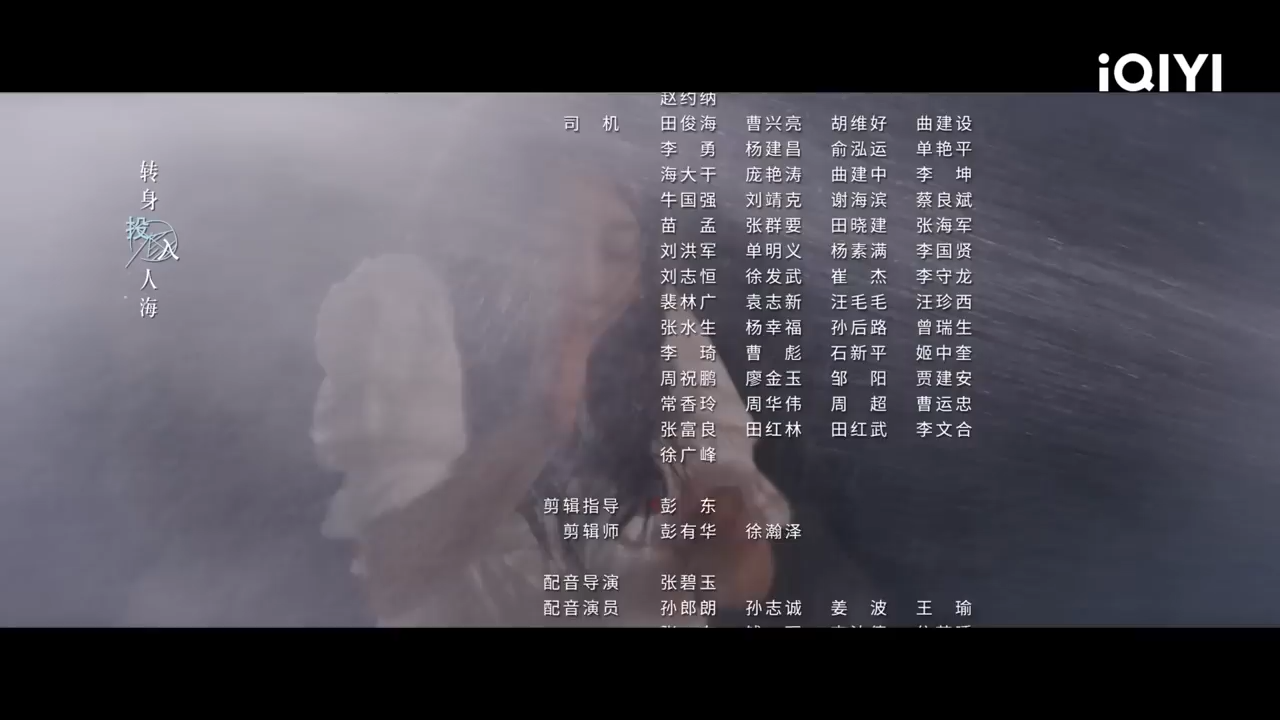 iQIYI
赵约纳
司 机 田俊海 曹兴亮 胡维好 曲建设
李 勇 杨建昌 俞泓运 单艳平
海大干 庞艳涛 曲建中 李 坤
牛国强 刘靖克 谢海滨 蔡良斌
苗 孟 张群要 田晓建 张海军
刘洪军 单明义 杨素满 李国贤
刘志恒 徐发武 崔 杰 李守龙
裴林广 袁志新 汪毛毛 汪珍西
张水生 杨幸福 孙后路 曾瑞生
李 琦 曹 彪 石新平 姬中奎
周祝鹏 廖金玉 邹 阳 贾建安
常香玲 周华伟 周 超 曹运忠
张富良 田红林 田红武 李文合
徐广峰
剪辑指导 彭 东
剪辑师 彭有华 徐瀚泽
配音导演 张碧玉
配音演员 孙郎朗 孙志诚 姜 波 王 瑜
转身投入人海